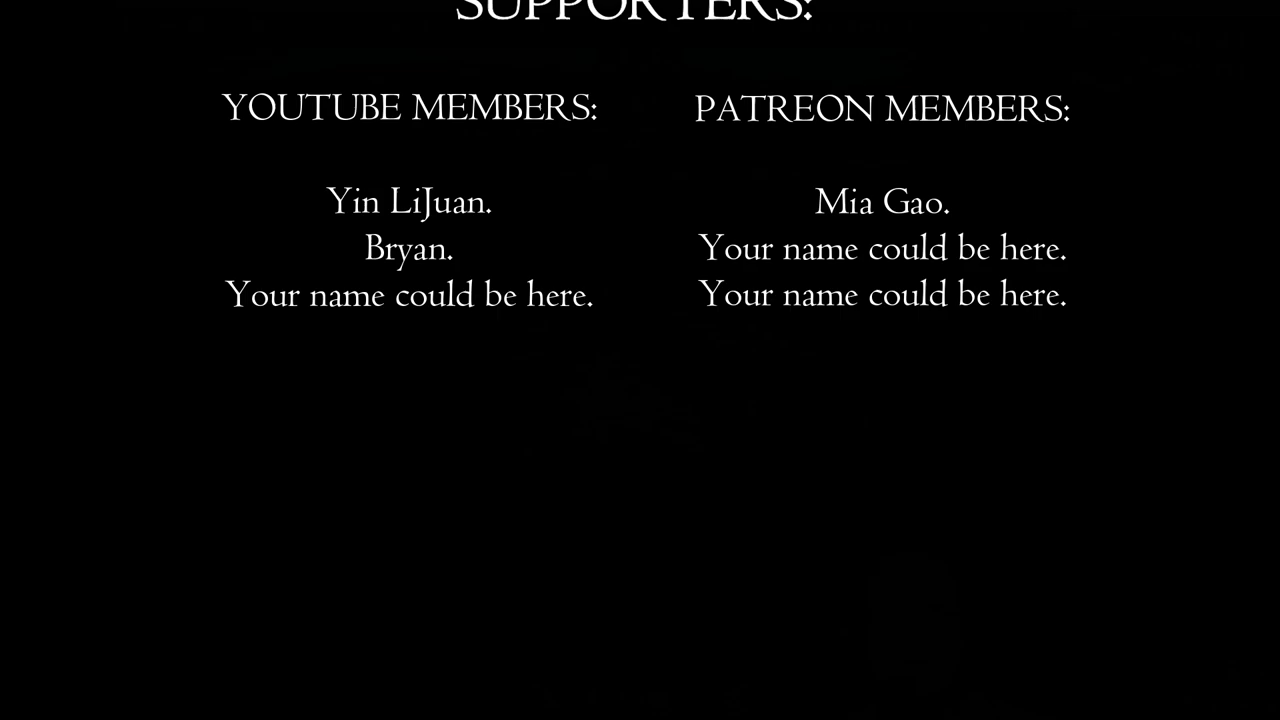 SUPPORTERS:
YOUTUBE MEMBERS:
Yin LiJuan.
Bryan.
Your name could be here.
PATREON MEMBERS:
Mia Gao.
Your name could be here.
Your name could be here.